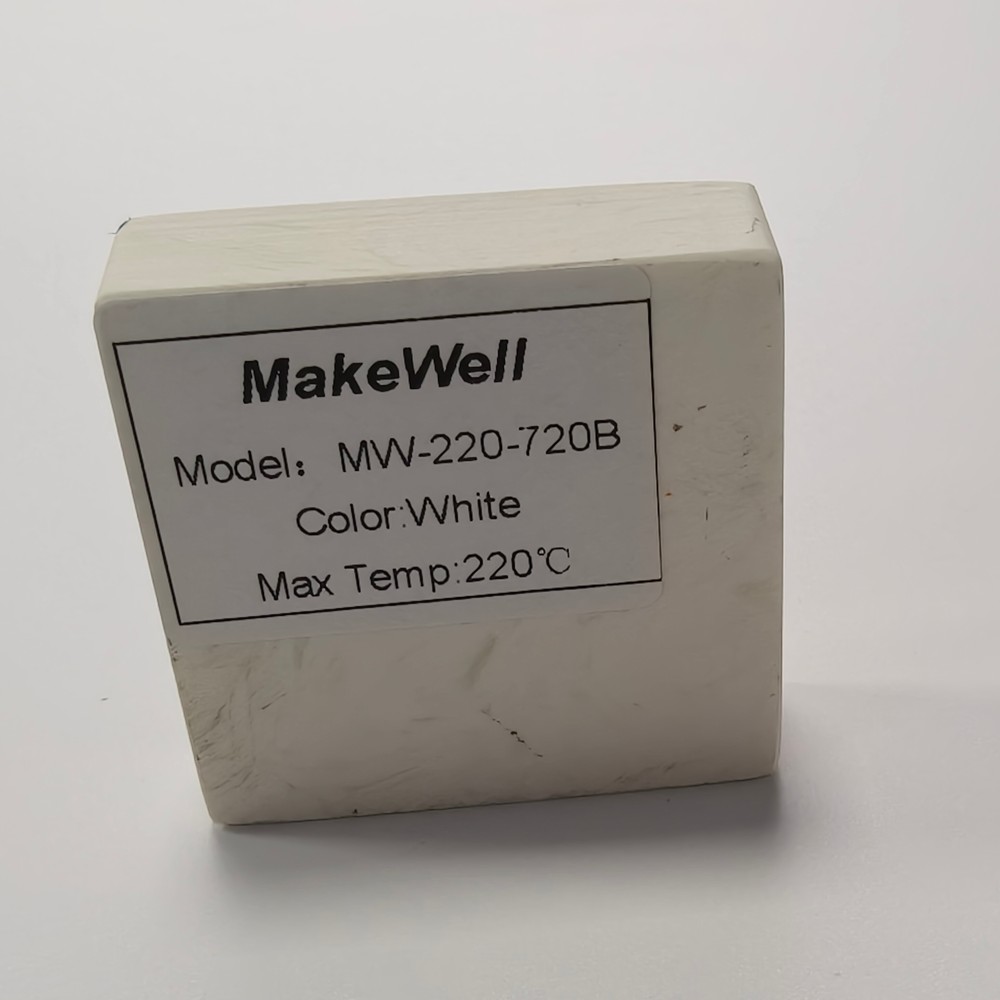 MakeWell
Model： MW-220-720B
Color:White
Max Temp:220℃